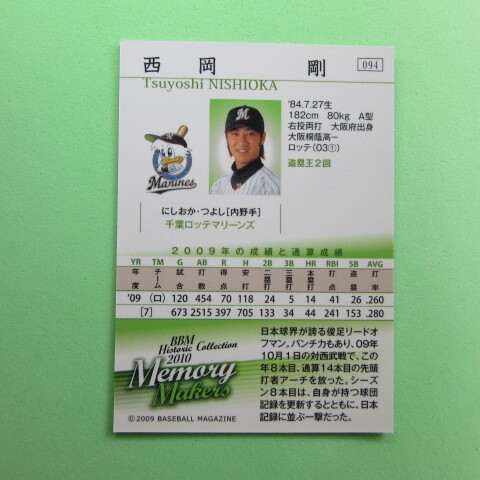 西岡 剛
094
Tsuyoshi NISHIOKA
M
Marines
'84.7.27生
182cm 80kg A型
右投両打 大阪府出身
大阪桐蔭高ー
ロッテ(03①)
盗塁王2回
にしおか・つよし[内野手]
千葉ロッテマリーンズ
2009年の成績と通算成績
YR TM G AB R H 2B 3B HR RBI SB AVG
年度 チーム 試合 打数 得点 安打 二塁打 三塁打 本塁打 打点 盗塁 打率
'09 (ロ) 120 454 70 118 24 5 14 41 26 .260
[7] 673 2515 397 705 133 34 44 241 153 .280
BBM
Historic Collection
2010
Memory
Makers
©2009 BASEBALL MAGAZINE
日本球界が誇る俊足リードオ
フマン。パンチ力もあり、09年
10月1日の対西武戦で、こ
の年8本目、通算14本目の先頭
打者アーチを放った。シーズ
ン8本目は、自身が持つ球団
記録を更新するとともに、日本
記録に並ぶ一撃だった。